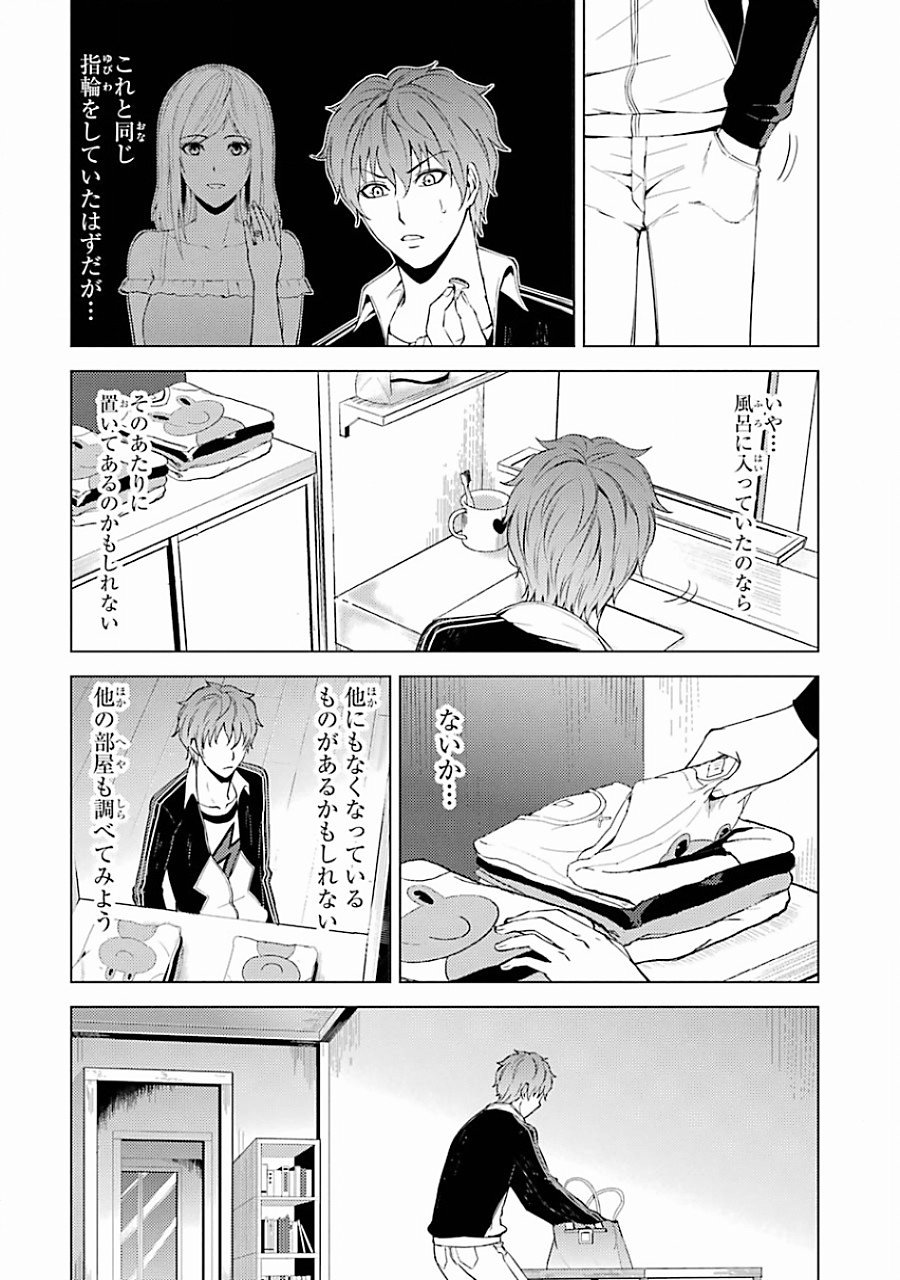 これと同じ
指輪をしていたはずだが…
いや…
風呂に入っていたのなら
そのあたりに
置いてあるのかもしれない
ないか…
他にもなくなっている
ものがあるかもしれない
他の部屋も調べてみよう